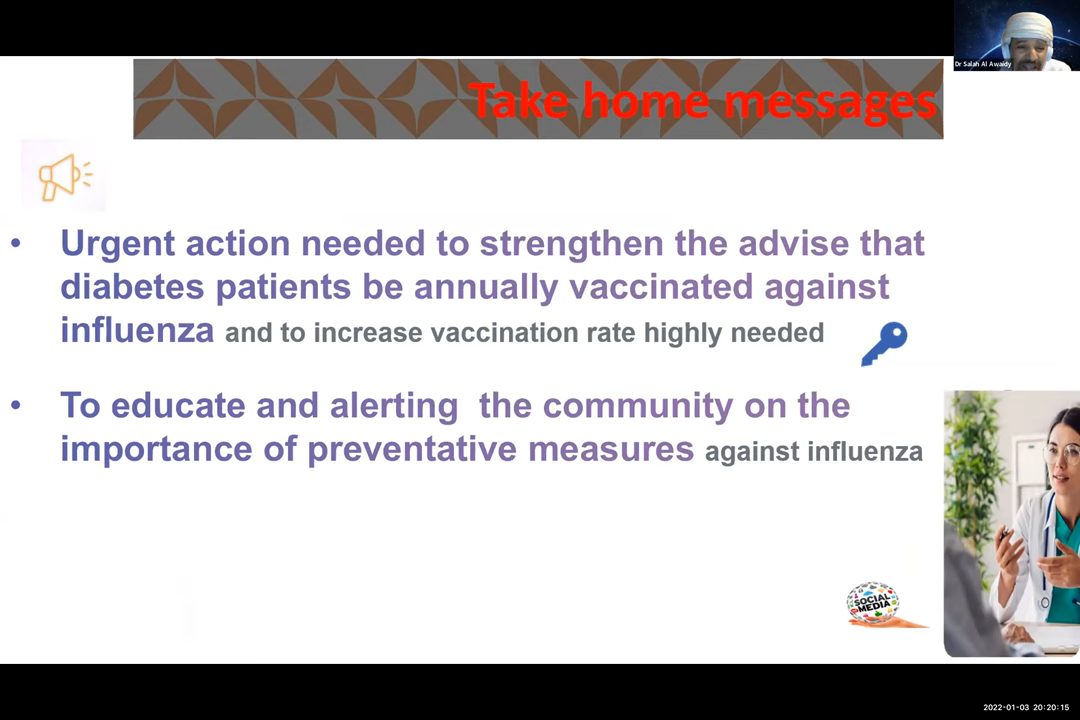 Dr Salah Al Awaidy
Take home messages
• Urgent action needed to strengthen the advise that
diabetes patients be annually vaccinated against
influenza and to increase vaccination rate highly needed
• To educate and alerting  the community on the
importance of preventative measures against influenza
SOCIAL
MEDIA
2022-01-03 20:20:15